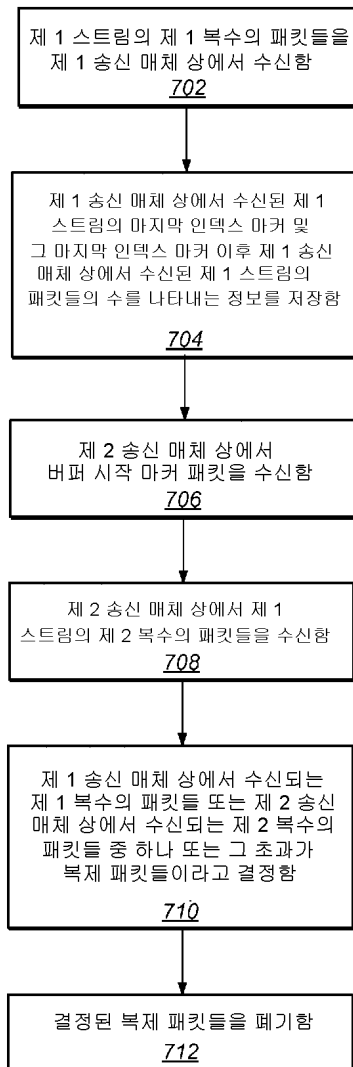 제 1 스트림의 제 1 복수의 패킷들을
제 1 송신 매체 상에서 수신함
702
제 1 송신 매체 상에서 수신된 제 1
스트림의 마지막 인덱스 마커 및
그 마지막 인덱스 마커 이후 제 1 송신
매체 상에서 수신된 제 1 스트림의
패킷들의 수를 나타내는 정보를 저장함
704
제 2 송신 매체 상에서
버퍼 시작 마커 패킷을 수신함
706
제 2 송신 매체 상에서 제 1
스트림의 제 2 복수의 패킷들을 수신함
708
제 1 송신 매체 상에서 수신되는
제 1 복수의 패킷들 또는 제 2 송신
매체 상에서 수신되는 제 2 복수의
패킷들 중 하나 또는 그 초과가
복제 패킷들이라고 결정함
710
결정된 복제 패킷들을 폐기함
712